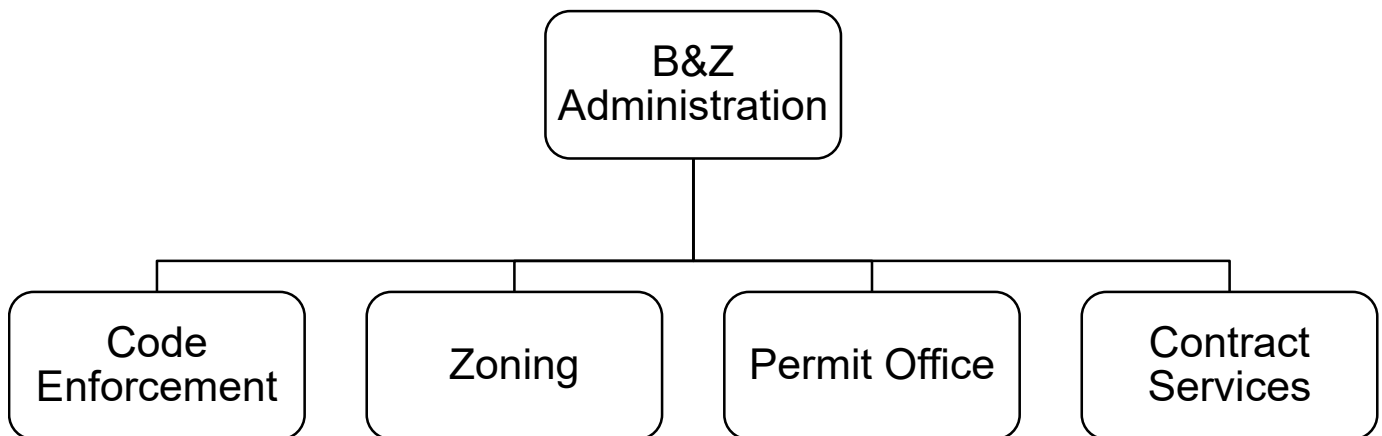 B&Z
Administration
Code
Enforcement
Zoning
Permit Office
Contract
Services